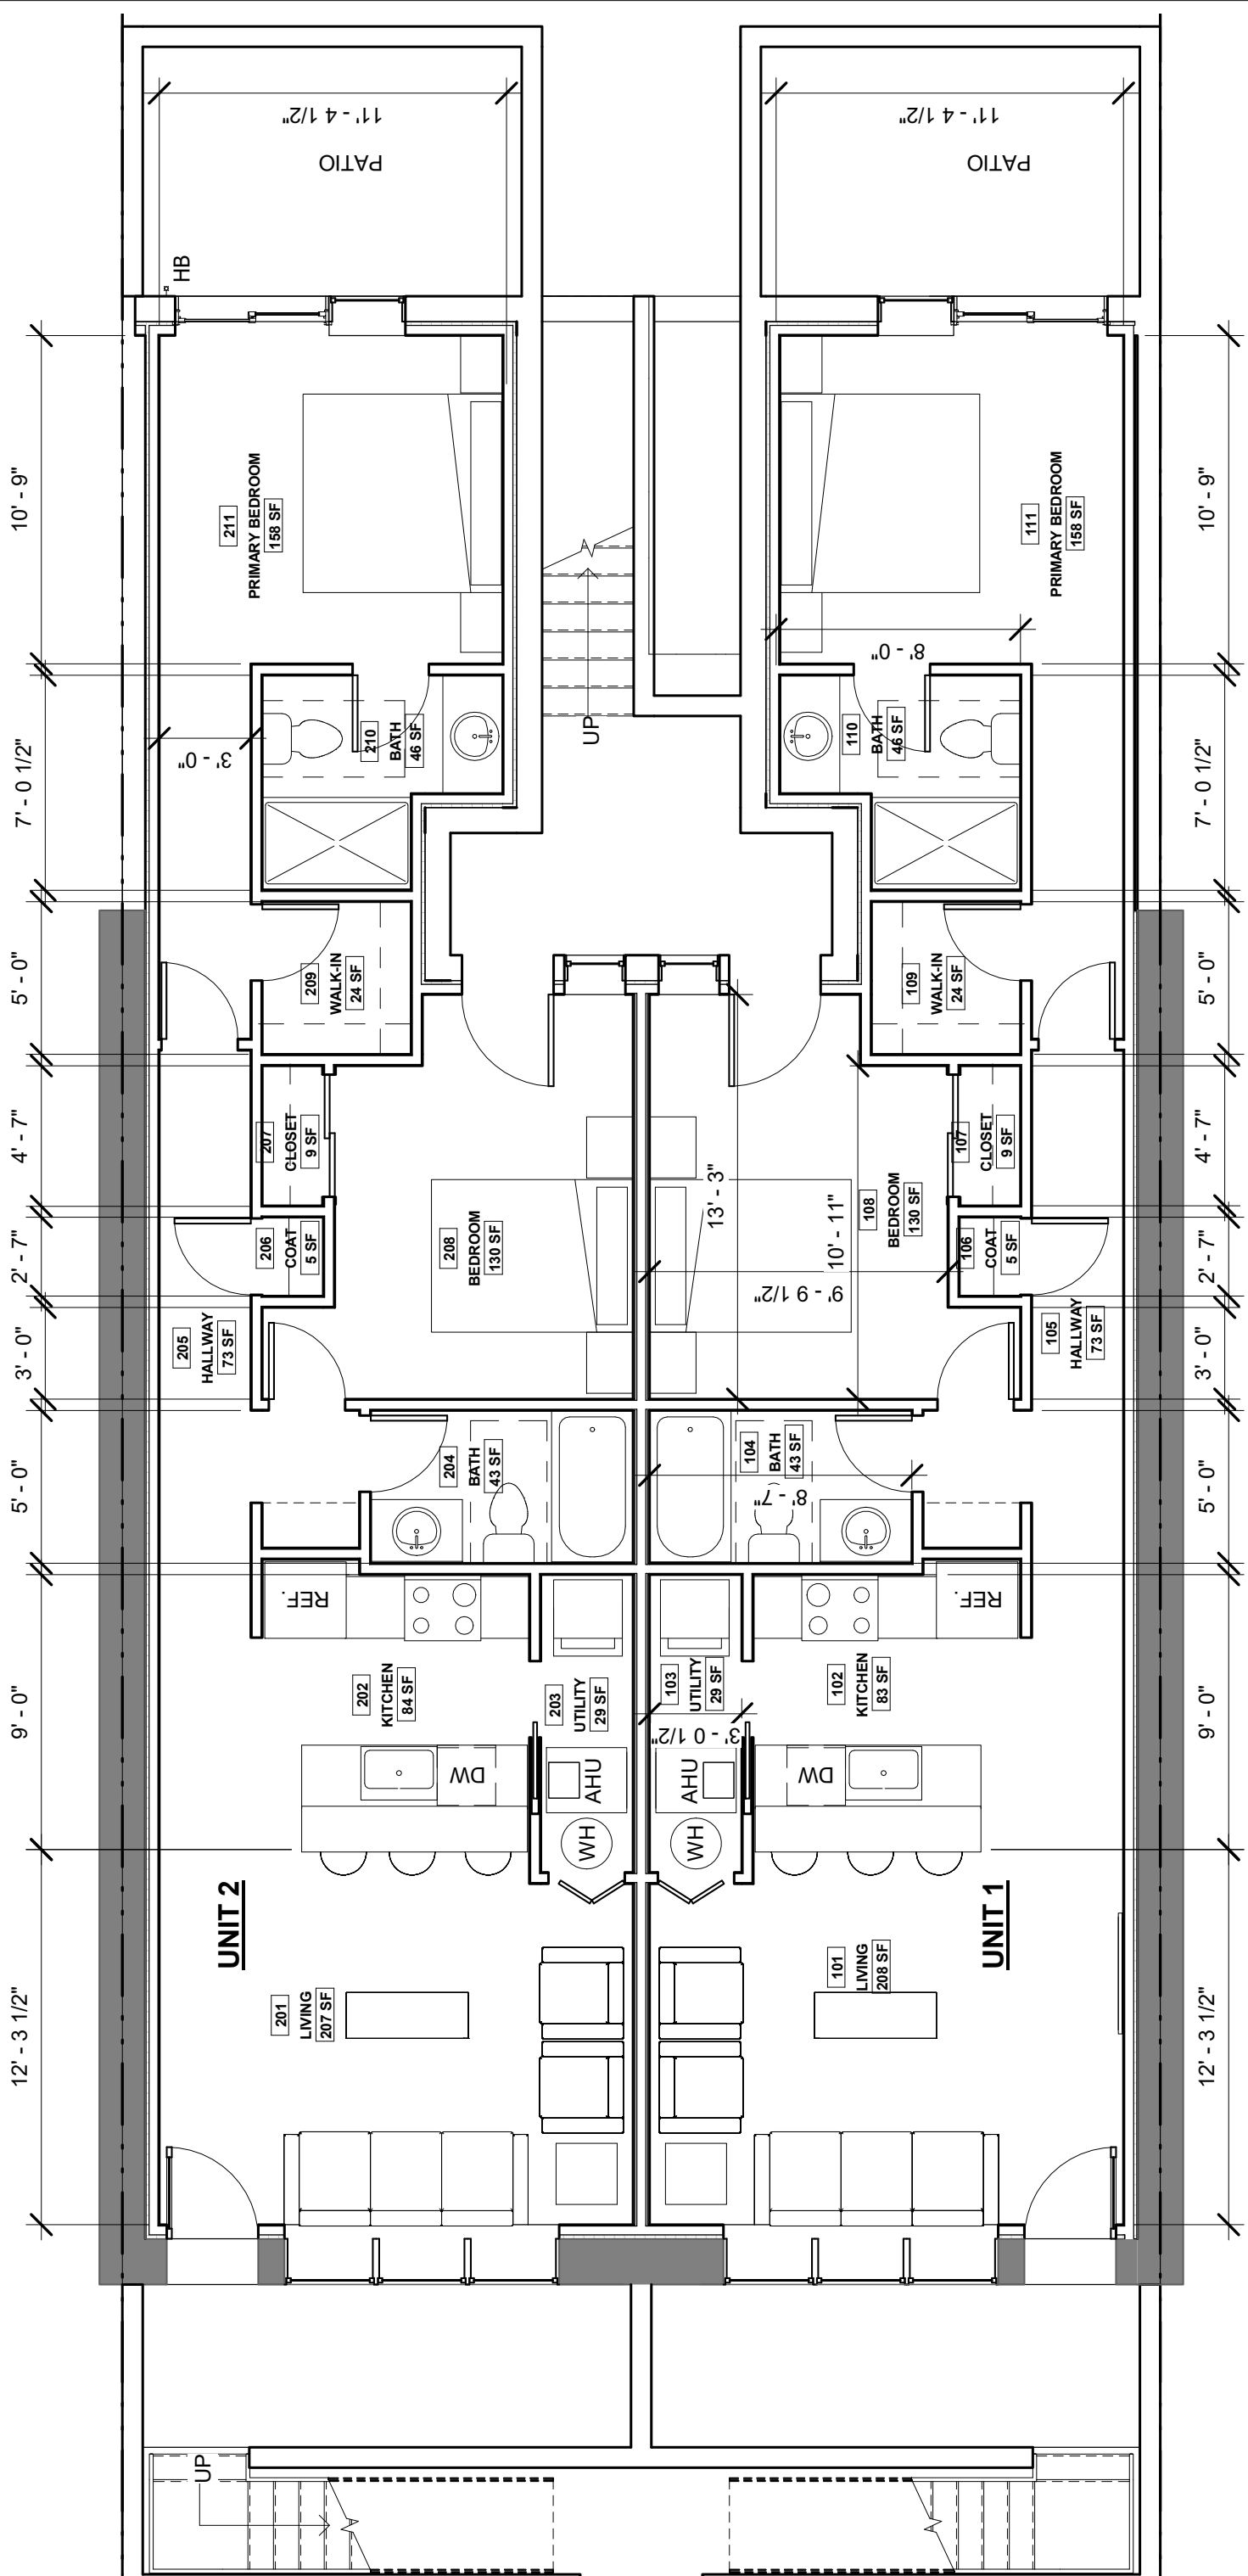 11' - 4 1/2"
PATIO
11' - 4 1/2"
PATIO
HB
10' - 9"
211
PRIMARY BEDROOM
158 SF
111
PRIMARY BEDROOM
158 SF
10' - 9"
8' - 0"
7' - 0 1/2"
3' - 0"
210
BATH
46 SF
UP
110
BATH
46 SF
7' - 0 1/2"
5' - 0"
209
WALK-IN
24 SF
109
WALK-IN
24 SF
5' - 0"
4' - 7"
207
CLOSET
9 SF
107
CLOSET
9 SF
4' - 7"
13' - 3"
10' - 11"
9' - 9 1/2"
2' - 7"
206
COAT
5 SF
208
BEDROOM
130 SF
108
BEDROOM
130 SF
106
COAT
5 SF
2' - 7"
3' - 0"
205
HALLWAY
73 SF
105
HALLWAY
73 SF
3' - 0"
5' - 0"
204
BATH
43 SF
104
BATH
43 SF
8' - 7"
5' - 0"
REF.
REF.
9' - 0"
202
KITCHEN
84 SF
203
UTILITY
29 SF
103
UTILITY
29 SF
3' - 0 1/2"
102
KITCHEN
83 SF
9' - 0"
DW
AHU
AHU
DW
WH
WH
UNIT 2
UNIT 1
12' - 3 1/2"
201
LIVING
207 SF
101
LIVING
208 SF
12' - 3 1/2"
UP